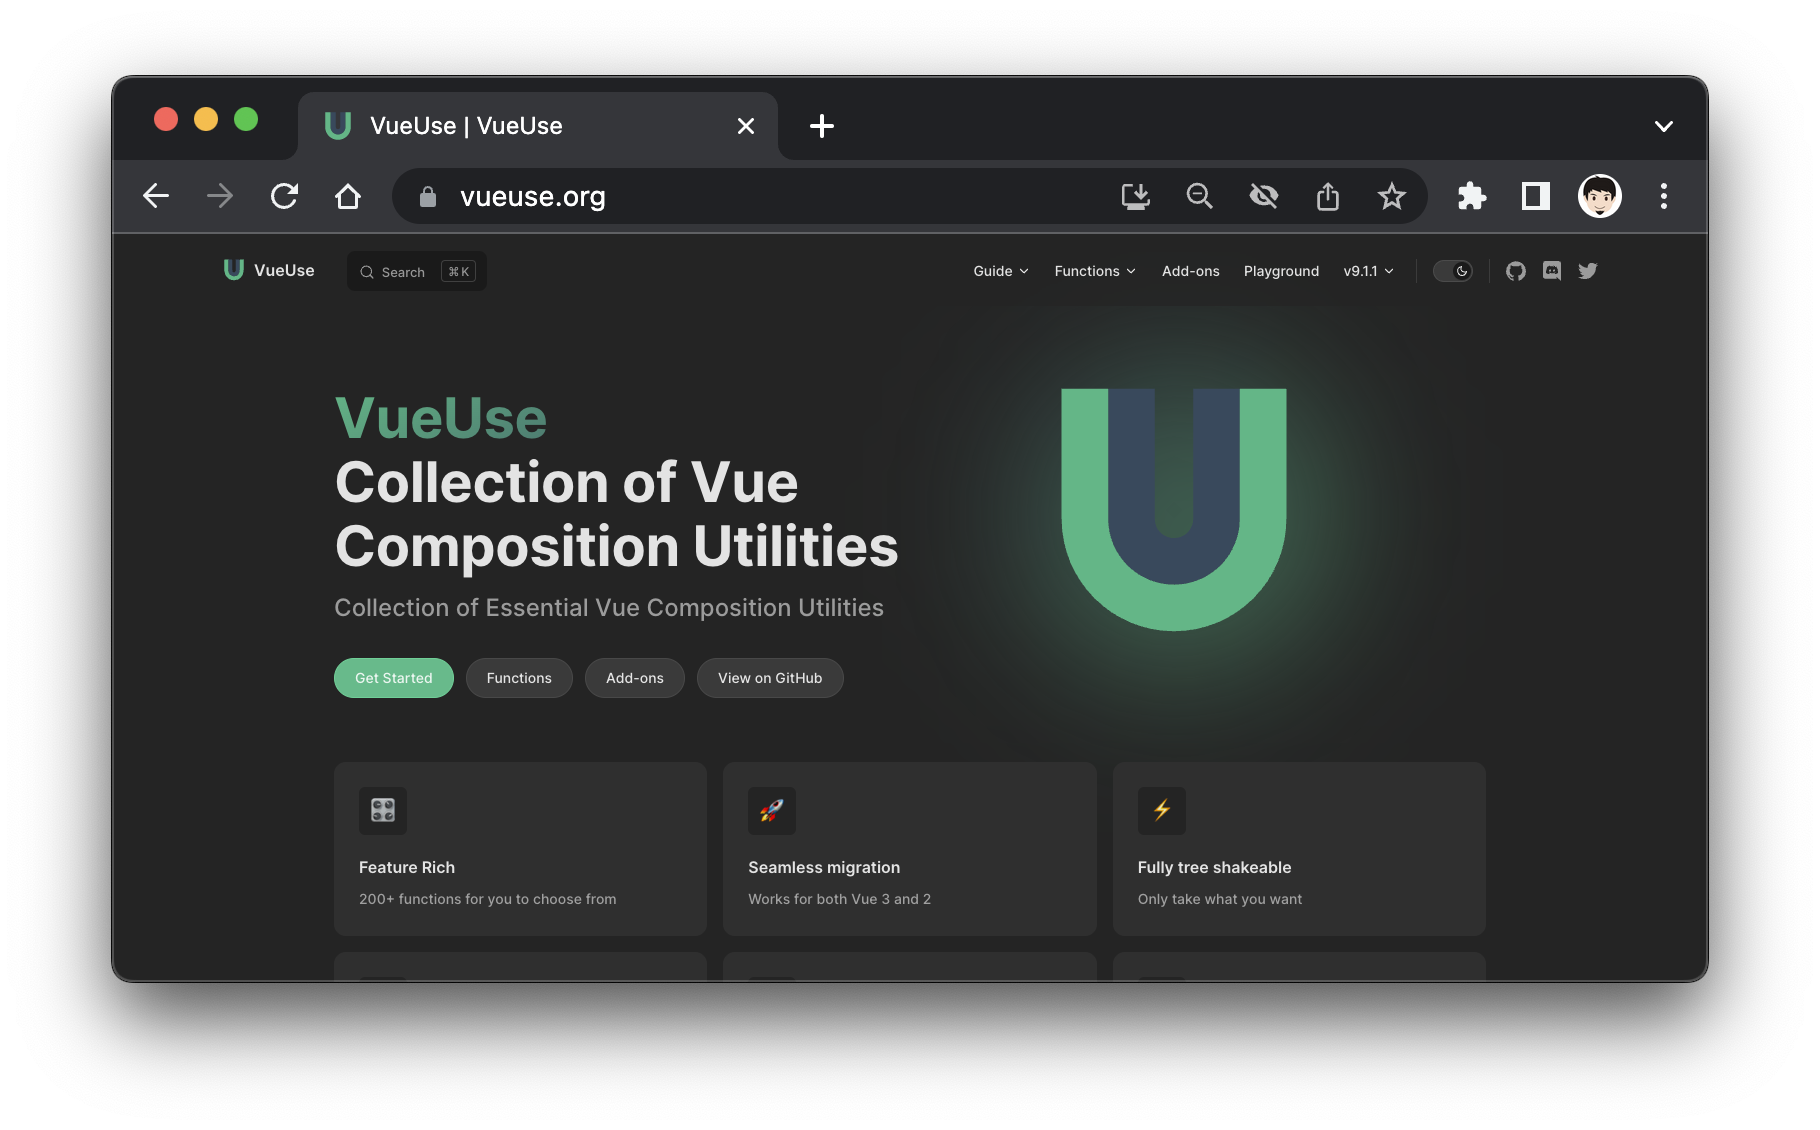 VueUse | VueUse
vueuse.org
VueUse
Search ⌘ K
Guide Functions Add-ons Playground v9.1.1
VueUse
Collection of Vue
Composition Utilities
Collection of Essential Vue Composition Utilities
Get Started Functions Add-ons View on GitHub
Feature Rich
200+ functions for you to choose from
Seamless migration
Works for both Vue 3 and 2
Fully tree shakeable
Only take what you want